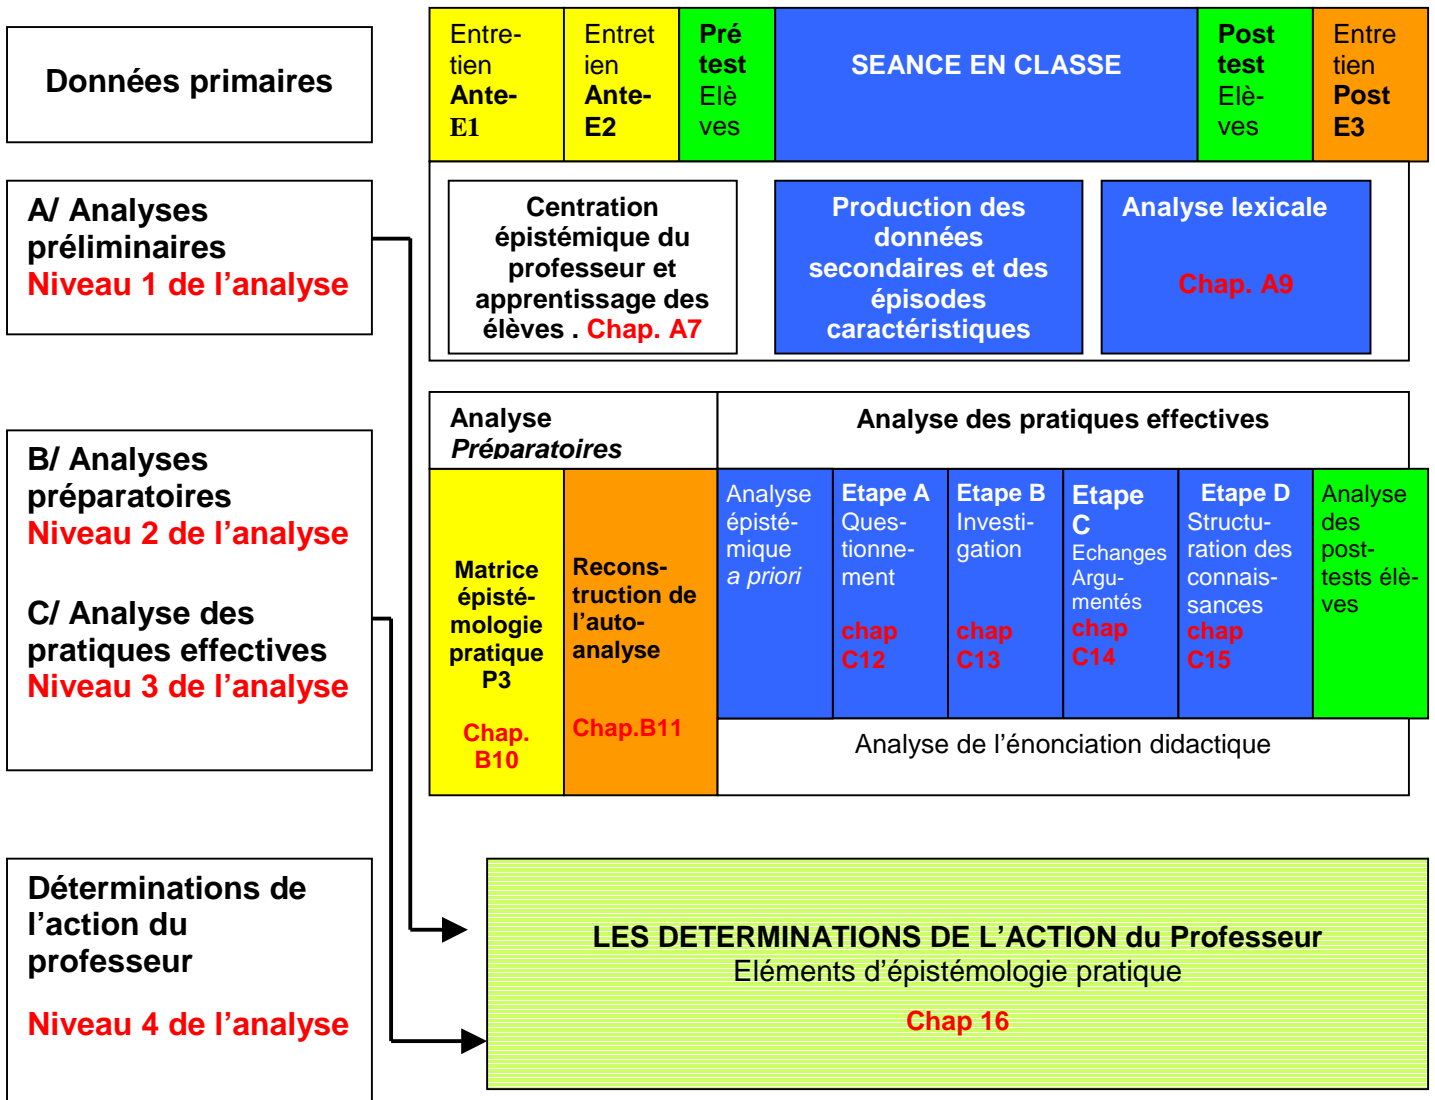 Données primaires
Entre-
tien
Ante-
E1
Entret
ien
Ante-
E2
Pré
test
Elè
ves
SEANCE EN CLASSE
Post
test
Elè-
ves
Entre
tien
Post
E3
A/ Analyses
préliminaires
Niveau 1 de l’analyse
Centration
épistémique du
professeur et
apprentissage des
élèves . Chap. A7
Production des
données
secondaires et des
épisodes
caractéristiques
Analyse lexicale
Chap. A9
B/ Analyses
préparatoires
Niveau 2 de l’analyse
C/ Analyse des
pratiques effectives
Niveau 3 de l’analyse
Analyse
Préparatoires
Analyse des pratiques effectives
Matrice
épisté-
mologie
pratique
P3
Chap.
B10
Recons-
truction de
l’auto-
analyse
Chap.B11
Analyse
épisté-
mique
a priori
Etape A
Ques-
tionne-
ment
chap
C12
Etape B
Investi-
gation
chap
C13
Etape
C
Echanges
Argu-
mentés
chap
C14
Etape D
Structu-
ration des
connais-
sances
chap
C15
Analyse
des
post-
tests élè-
ves
Analyse de l’énonciation didactique
Déterminations de
l’action du
professeur
Niveau 4 de l’analyse
LES DETERMINATIONS DE L’ACTION du Professeur
Eléments d’épistémologie pratique
Chap 16